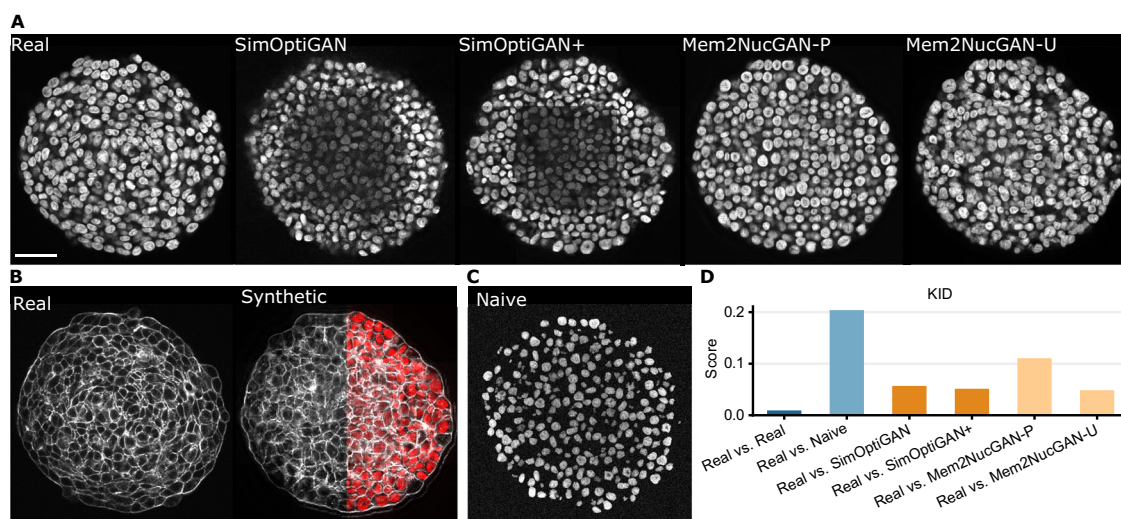 A
Real
SimOptiGAN
SimOptiGAN+
Mem2NucGAN-P
Mem2NucGAN-U
B
Real
Synthetic
C
Naive
D
KID
Score
0.2
0.1
0.0
Real vs. Real
Real vs. Naive
Real vs. SimOptiGAN
Real vs. SimOptiGAN+
Real vs. Mem2NucGAN-P
Real vs. Mem2NucGAN-U